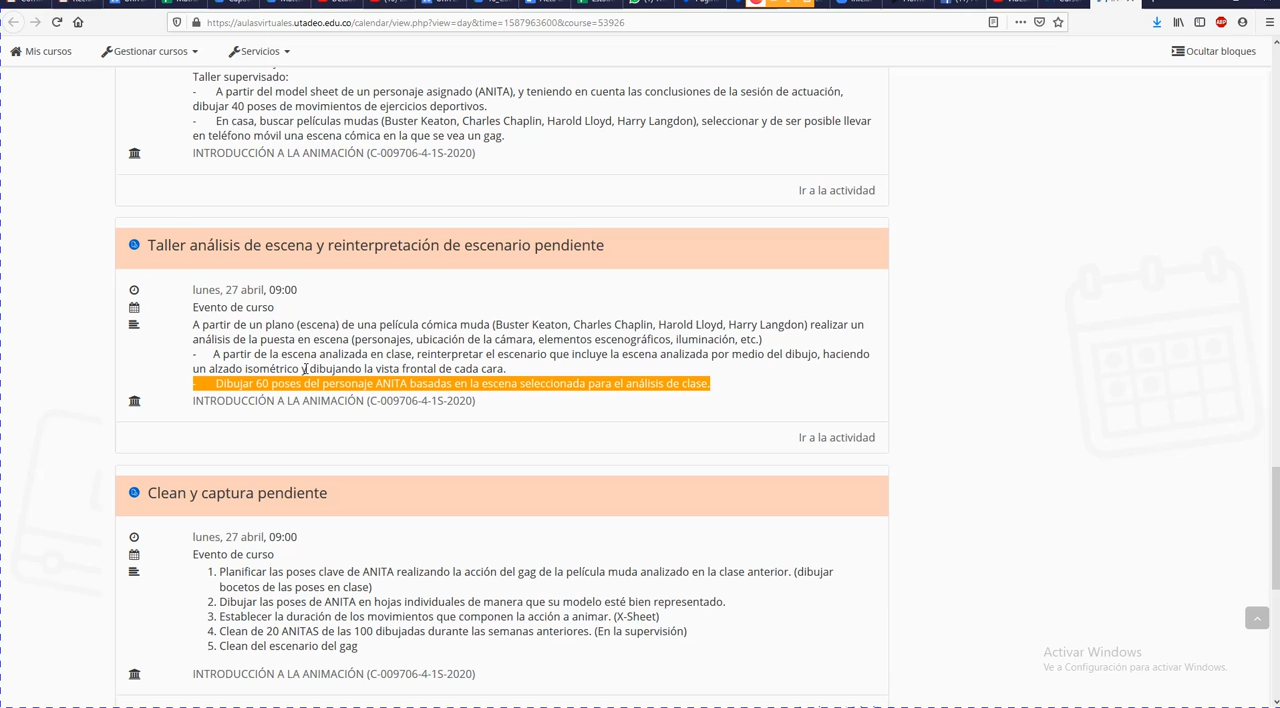 https://aulasvirtuales.utadeo.edu.co/calendar/view.php?view=day&time=1587963600&course=53926
Mis cursos Gestionar cursos Servicios Ocultar bloques
Taller supervisado:
- A partir del model sheet de un personaje asignado (ANITA), y teniendo en cuenta las conclusiones de la sesión de actuación,
dibujar 40 poses de movimientos de ejercicios deportivos.
- En casa, buscar películas mudas (Buster Keaton, Charles Chaplin, Harold Lloyd, Harry Langdon), seleccionar y de ser posible llevar
en teléfono móvil una escena cómica en la que se vea un gag.
INTRODUCCIÓN A LA ANIMACIÓN (C-009706-4-1S-2020)
Ir a la actividad
Taller análisis de escena y reinterpretación de escenario pendiente
lunes, 27 abril, 09:00
Evento de curso
A partir de un plano (escena) de una película cómica muda (Buster Keaton, Charles Chaplin, Harold Lloyd, Harry Langdon) realizar un
análisis de la puesta en escena (personajes, ubicación de la cámara, elementos escenográficos, iluminación, etc.)
- A partir de la escena analizada en clase, reinterpretar el escenario que incluye la escena analizada por medio del dibujo, haciendo
un alzado isométrico y dibujando la vista frontal de cada cara.
- Dibujar 60 poses del personaje ANITA basadas en la escena seleccionada para el análisis de clase.
INTRODUCCIÓN A LA ANIMACIÓN (C-009706-4-1S-2020)
Ir a la actividad
Clean y captura pendiente
lunes, 27 abril, 09:00
Evento de curso
1. Planificar las poses clave de ANITA realizando la acción del gag de la película muda analizado en la clase anterior. (dibujar
bocetos de las poses en clase)
2. Dibujar las poses de ANITA en hojas individuales de manera que su modelo esté bien representado.
3. Establecer la duración de los movimientos que componen la acción a animar. (X-Sheet)
4. Clean de 20 ANITAS de las 100 dibujadas durante las semanas anteriores. (En la supervisión)
5. Clean del escenario del gag
INTRODUCCIÓN A LA ANIMACIÓN (C-009706-4-1S-2020)
Activar Windows
Ve a Configuración para activar Windows.